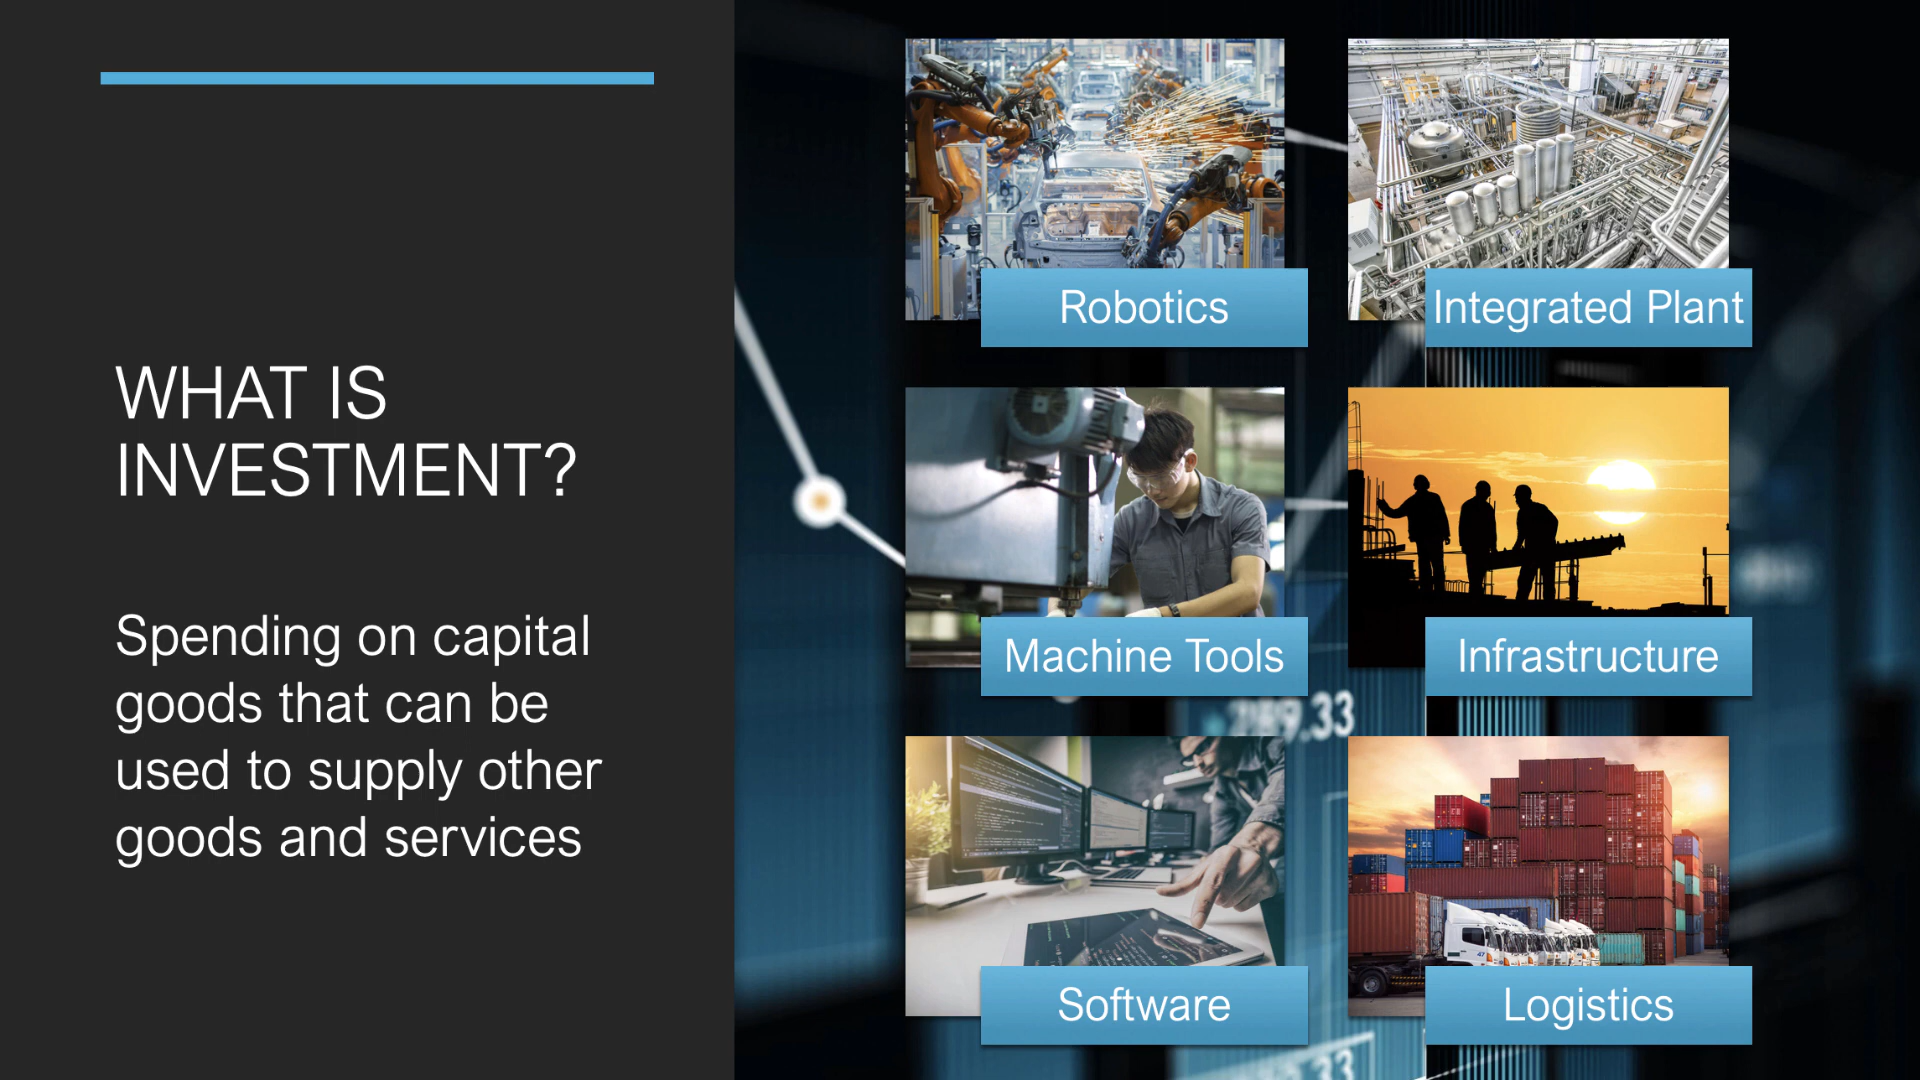 WHAT IS
INVESTMENT?
Spending on capital
goods that can be
used to supply other
goods and services
Robotics
Integrated Plant
Machine Tools
Infrastructure
Software
Logistics